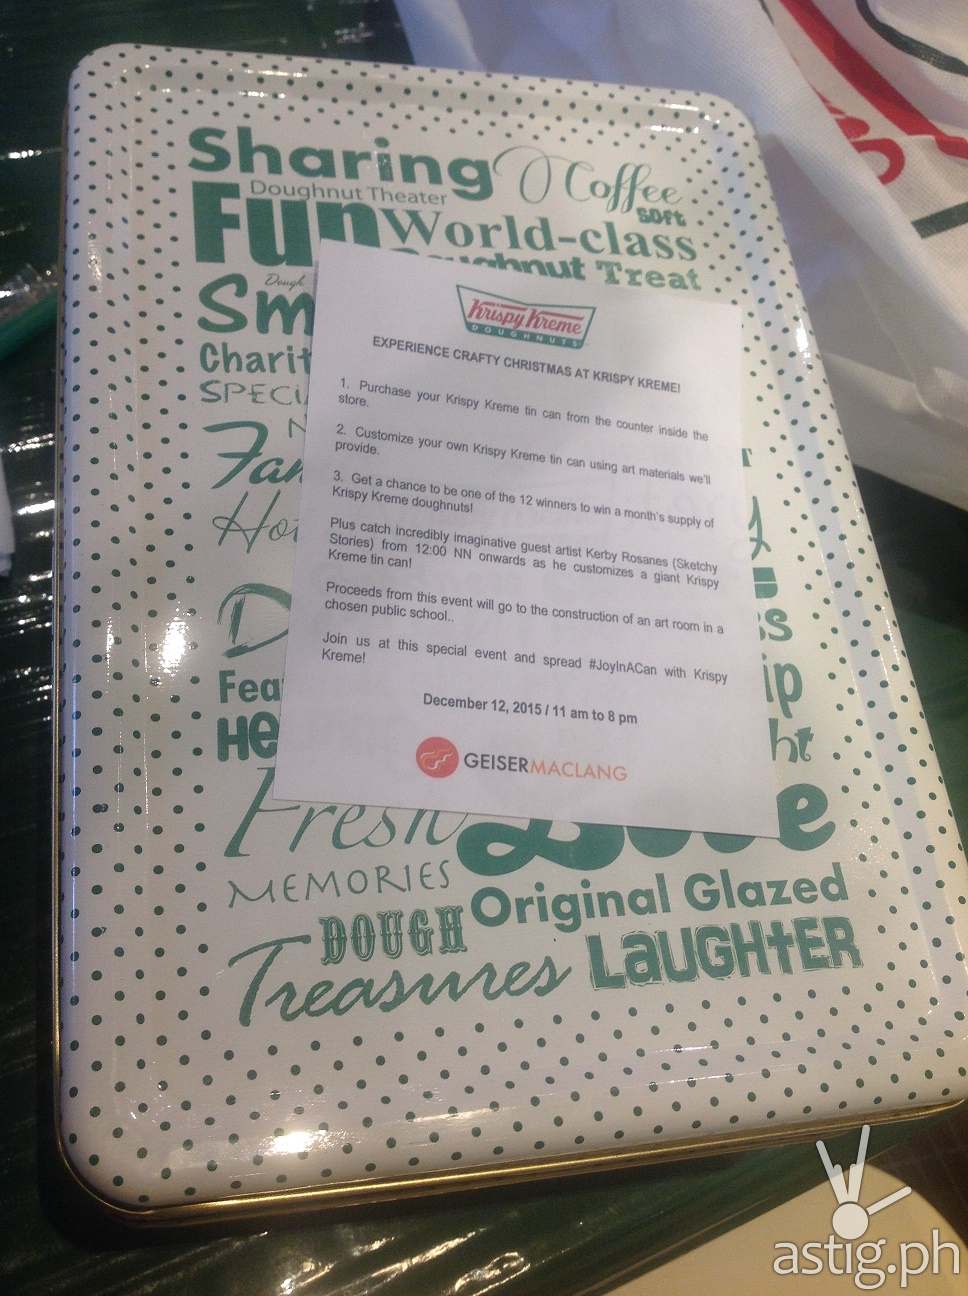 Sharing
Coffee
Doughnut Theater
soft
Fun
World-class
Doughnut Treat
Dough
Charit
Krispy Kreme
DOUGHNUTS
EXPERIENCE CRAFTY CHRISTMAS AT KRISPY KREME!
1. Purchase your Krispy Kreme tin can from the counter inside the
store.
2. Customize your own Krispy Kreme tin can using art materials we'll
provide.
3. Get a chance to be one of the 12 winners to win a month's supply of
Krispy Kreme doughnuts!
Plus catch incredibly imaginative guest artist Kerby Rosanes (Sketchy
Stories) from 12:00 NN onwards as he customizes a giant Krispy
Kreme tin can!
Proceeds from this event will go to the construction of an art room in a
chosen public school..
Join us at this special event and spread #JoyInACan with Krispy
Kreme!
December 12, 2015 / 11 am to 8 pm
GEISERMACLANG
Fresh
MEMORIES
Original Glazed
DOUGH
LAUGHTER
Treasures
astig.ph